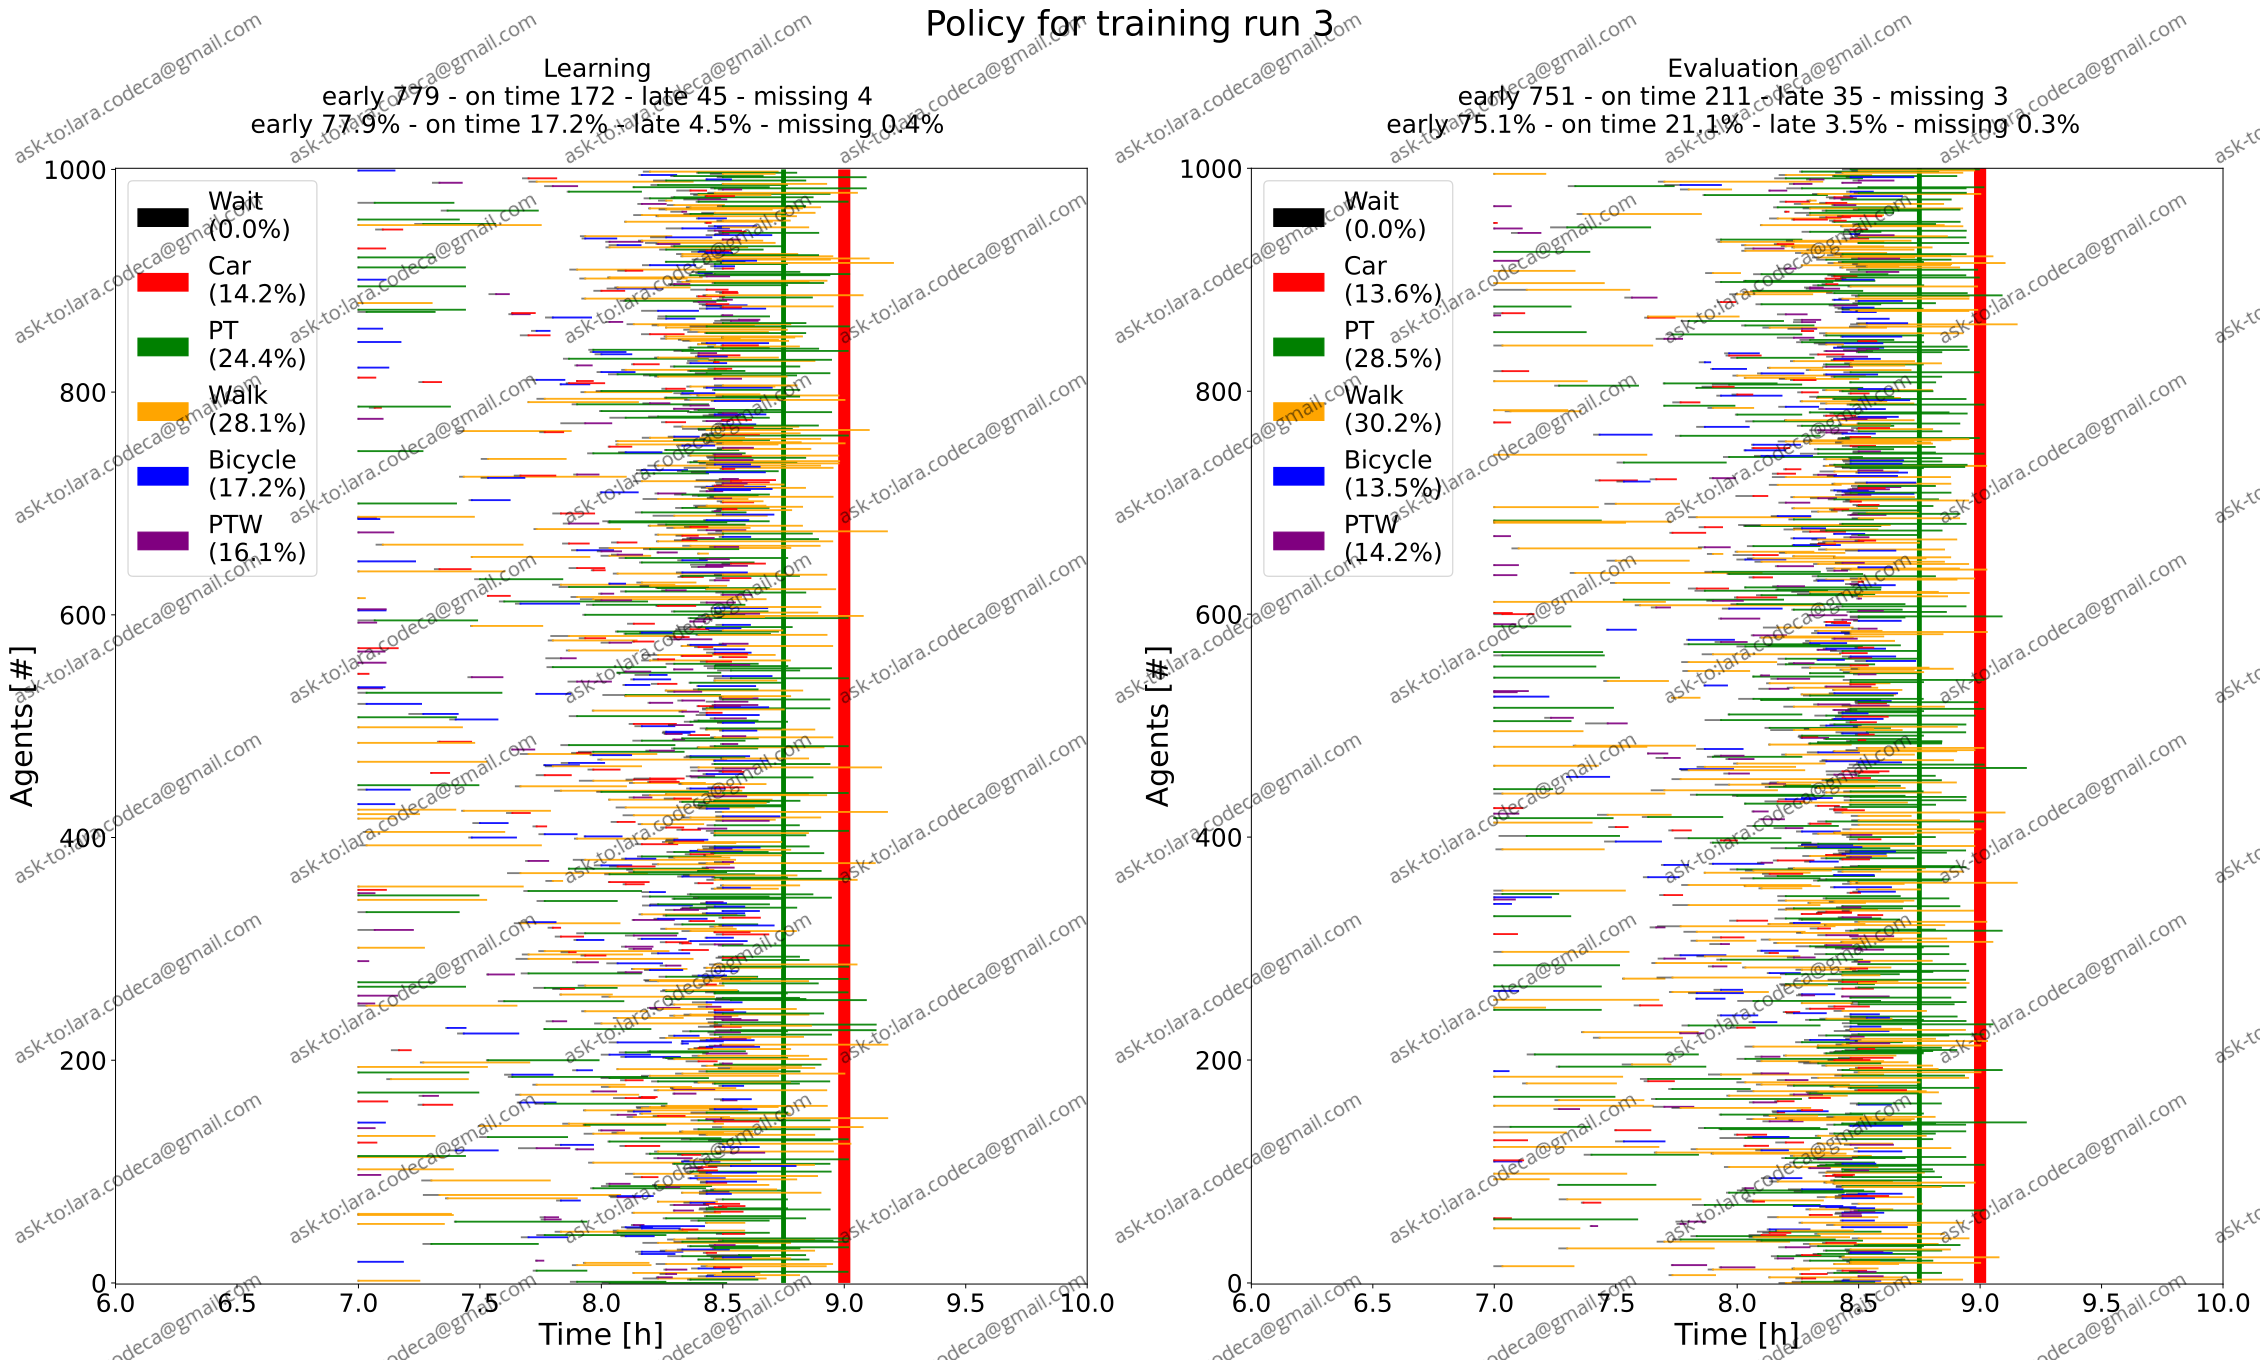 Policy for training run 3
Learning
early 779 - on time 172 - late 45 - missing 4
early 77.9% - on time 17.2% - late 4.5% - missing 0.4%
Agents [#]
1000
800
600
400
200
0
Wait
(0.0%)
Car
(14.2%)
PT
(24.4%)
Walk
(28.1%)
Bicycle
(17.2%)
PTW
(16.1%)
6.0 6.5 7.0 7.5 8.0 8.5 9.0 9.5 10.0
Time [h]
Evaluation
early 751 - on time 211 - late 35 - missing 3
early 75.1% - on time 21.1% - late 3.5% - missing 0.3%
Agents [#]
1000
800
600
400
200
0
Wait
(0.0%)
Car
(13.6%)
PT
(28.5%)
Walk
(30.2%)
Bicycle
(13.5%)
PTW
(14.2%)
6.0 6.5 7.0 7.5 8.0 8.5 9.0 9.5 10.0
Time [h]
ask-to:lara.codeca@gmail.com